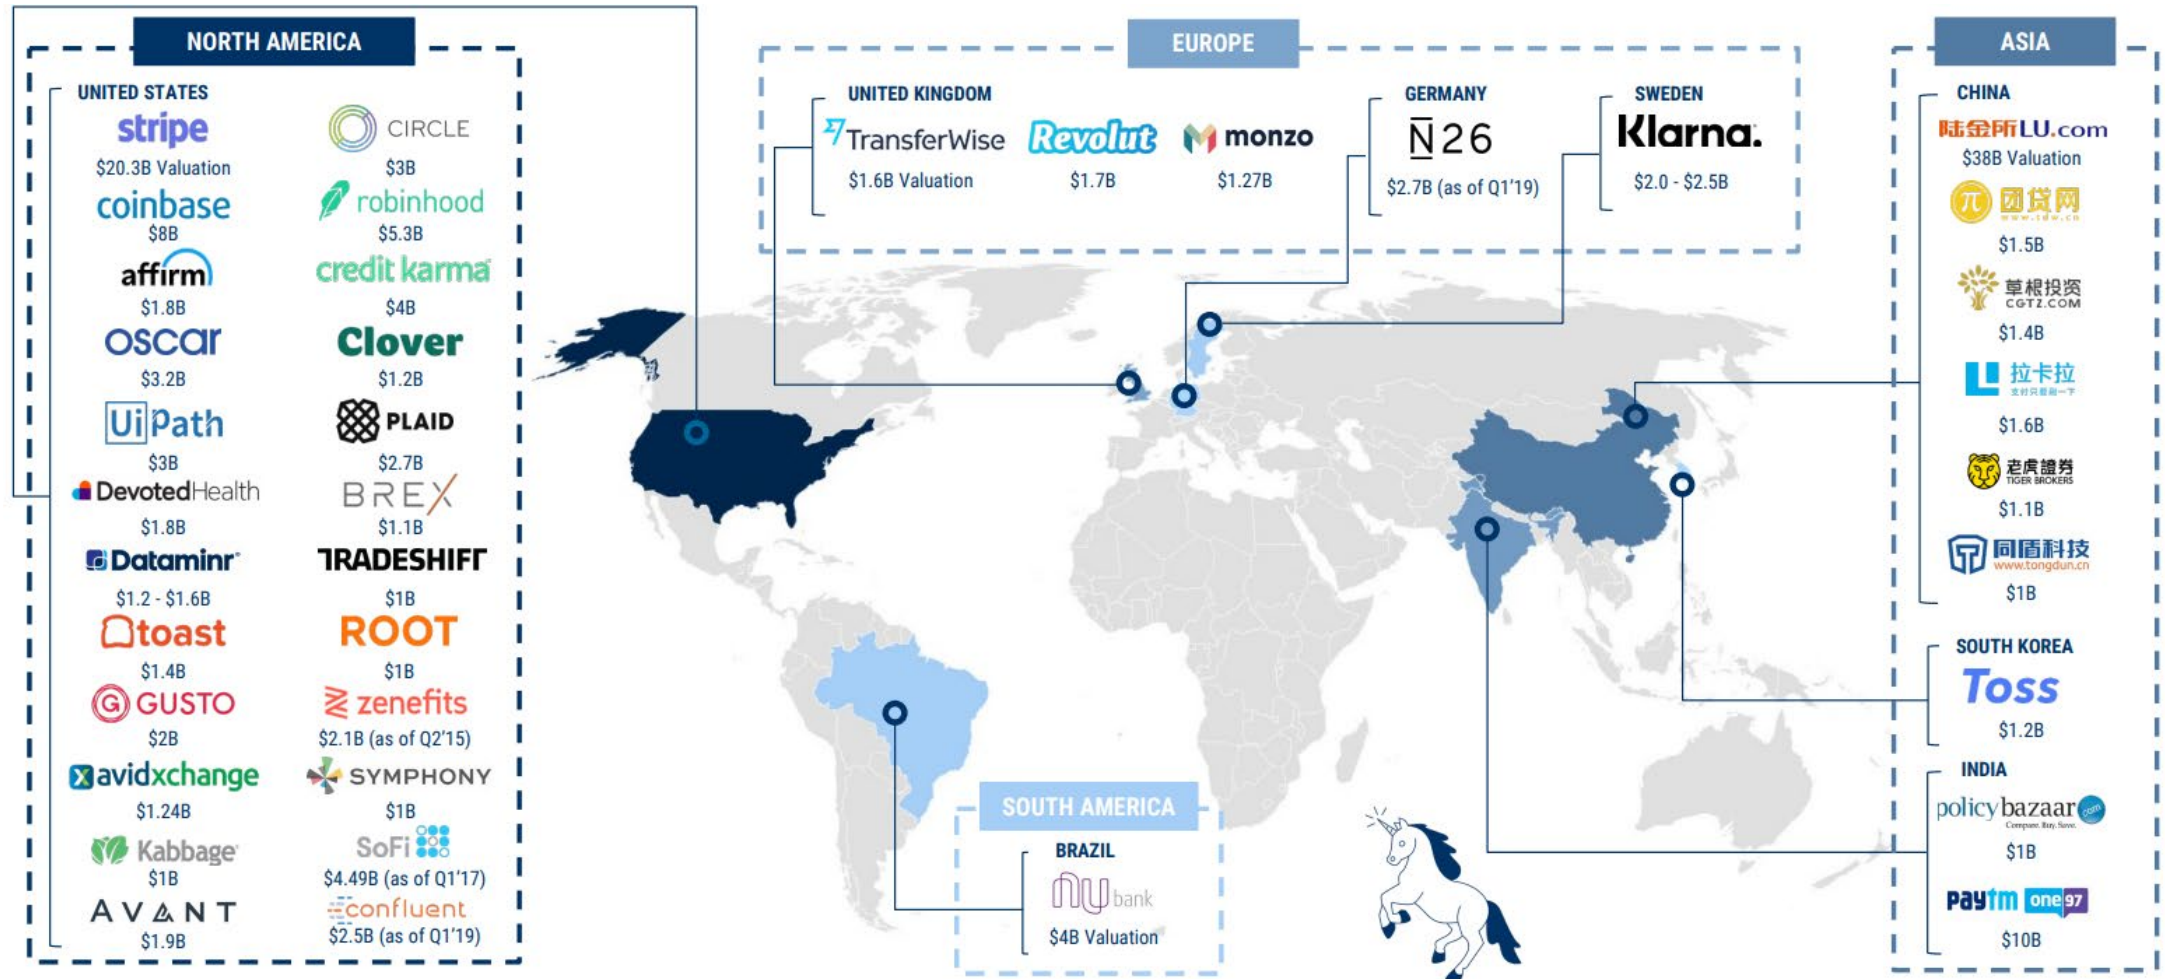 NORTH AMERICA
UNITED STATES
stripe
$20.3B Valuation
CIRCLE
$3B
coinbase
$8B
robinhood
$5.3B
affirm
$1.8B
credit karma
$4B
oscar
$3.2B
Clover
$1.2B
UiPath
$3B
PLAID
$2.7B
DevotedHealth
$1.8B
BREX
$1.1B
Dataminr
$1.2 - $1.6B
TRADESHIFT
$1B
toast
$1.4B
ROOT
$1B
G GUSTO
$2B
zenefits
$2.1B (as of Q2'15)
avidxchange
$1.24B
SYMPHONY
$1B
Kabbage
$1B
SoFi
$4.49B (as of Q1'17)
AVANT
$1.9B
confluent
$2.5B (as of Q1'19)
EUROPE
UNITED KINGDOM
TransferWise
$1.6B Valuation
Revolut
$1.7B
monzo
$1.27B
GERMANY
N26
$2.7B (as of Q1'19)
SWEDEN
Klarna.
$2.0 - $2.5B
SOUTH AMERICA
BRAZIL
nu bank
$4B Valuation
ASIA
CHINA
陆金所LU.com
$38B Valuation
π 团贷网
www.tdw.cn
$1.5B
草根投资
CGTZ.COM
$1.4B
拉卡拉
$1.6B
老虎證券
TIGER BROKERS
$1.1B
同盾科技
www.tongdun.cn
$1B
SOUTH KOREA
Toss
$1.2B
INDIA
policybazaar.com
Compare. Buy. Save.
$1B
paytm one97
$10B